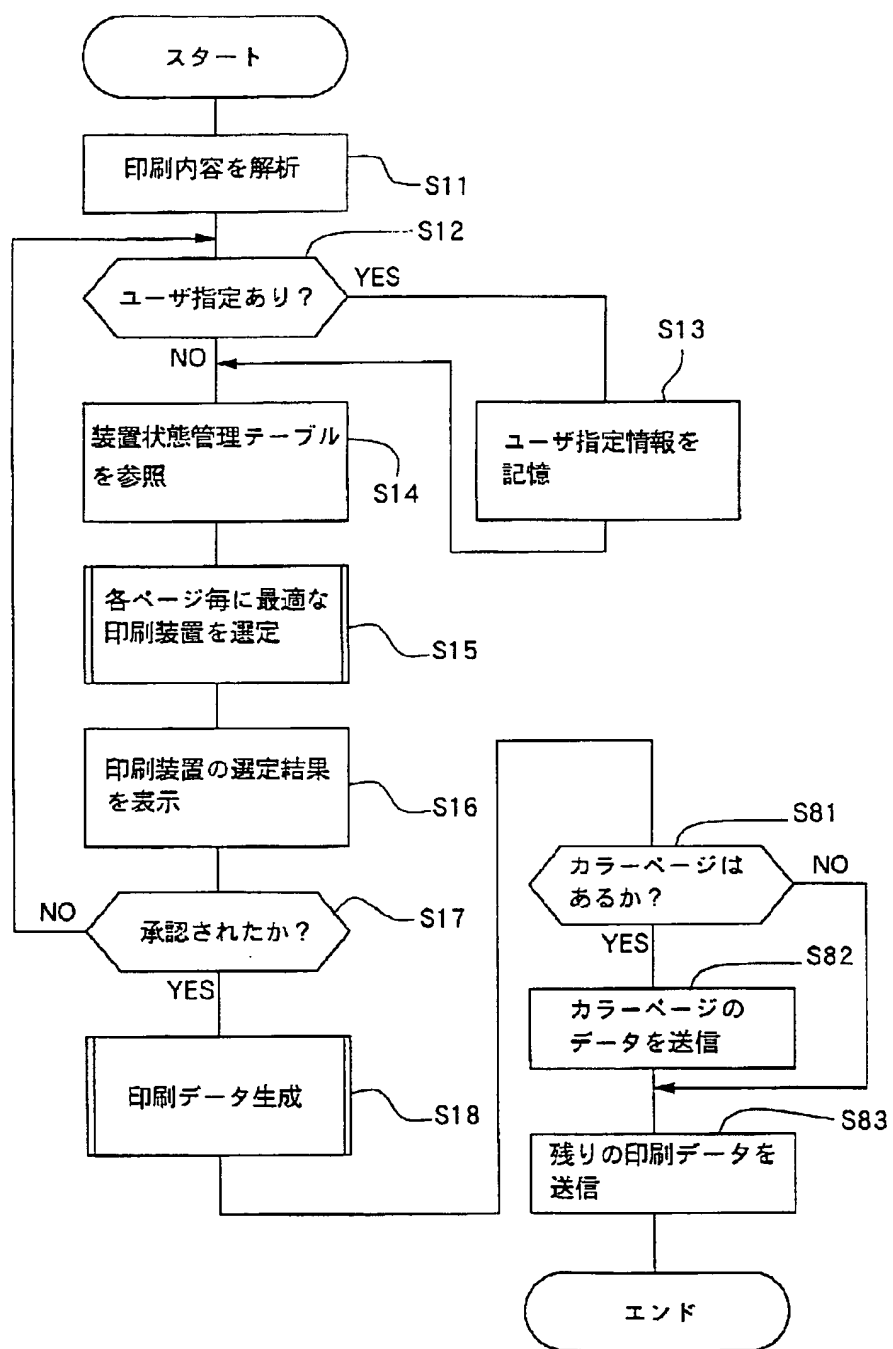 スタート
印刷内容を解析
S11
S12
ユーザ指定あり？
YES
NO
S13
ユーザ指定情報を
記憶
装置状態管理テーブル
を参照
S14
各ページ毎に最適な
印刷装置を選定
S15
印刷装置の選定結果
を表示
S16
承認されたか？
NO
S17
YES
印刷データ生成
S18
S81
カラーページは
あるか？
NO
YES
S82
カラーページの
データを送信
S83
残りの印刷データを
送信
エンド